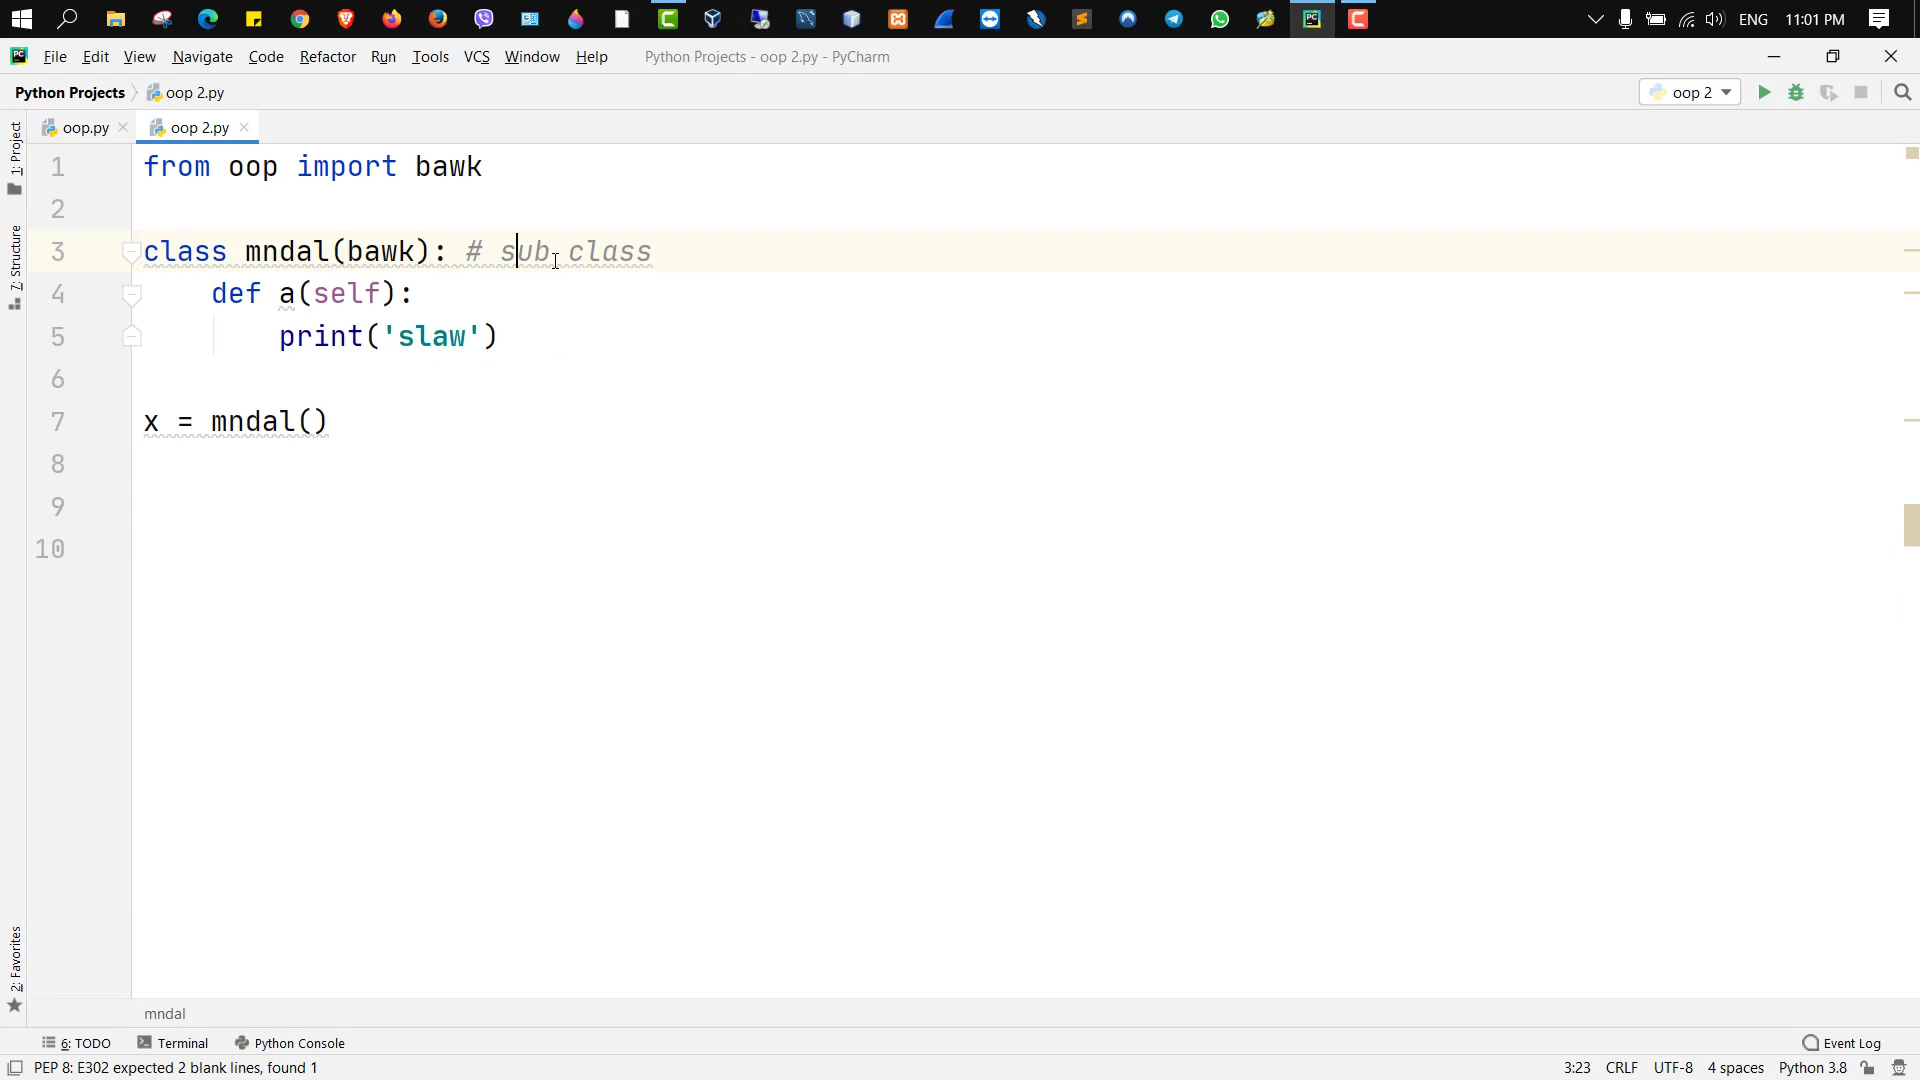 ENG 11:01 PM
PC File Edit View Navigate Code Refactor Run Tools VCS Window Help Python Projects - oop 2.py - PyCharm
Python Projects oop 2.py oop 2
oop.py oop 2.py
1: Project
7: Structure
2: Favorites
1 from oop import bawk
2
3 class mndal(bawk): # sub class
4 def a(self):
5 print('slaw')
6
7 x = mndal()
8
9
10
mndal
6: TODO Terminal Python Console Event Log
PEP 8: E302 expected 2 blank lines, found 1 3:23 CRLF UTF-8 4 spaces Python 3.8